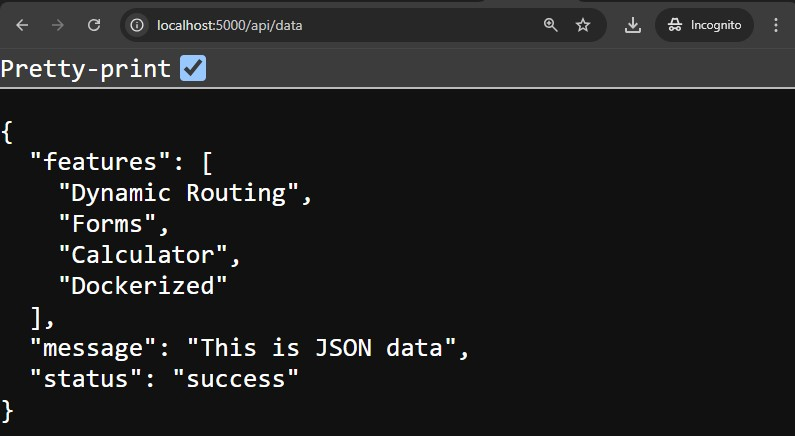 localhost:5000/api/data
Incognito
Pretty-print
{
  "features": [
    "Dynamic Routing",
    "Forms",
    "Calculator",
    "Dockerized"
  ],
  "message": "This is JSON data",
  "status": "success"
}